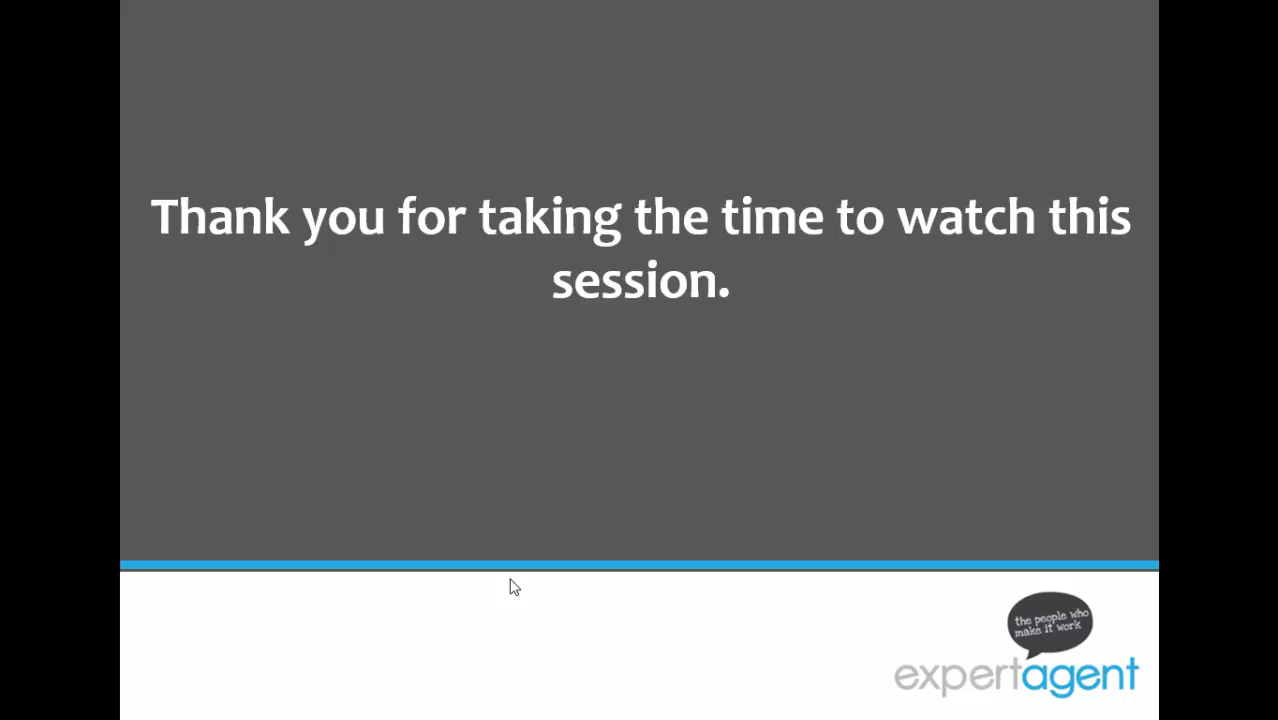 Thank you for taking the time to watch this
session.
the people who
make it work
expertagent